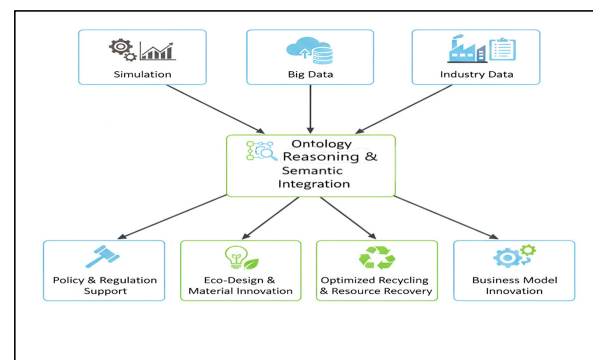 Simulation
Big Data
Industry Data
Ontology
Reasoning &
Semantic
Integration
Policy & Regulation
Support
Eco-Design &
Material Innovation
Optimized Recycling
& Resource Recovery
Business Model
Innovation